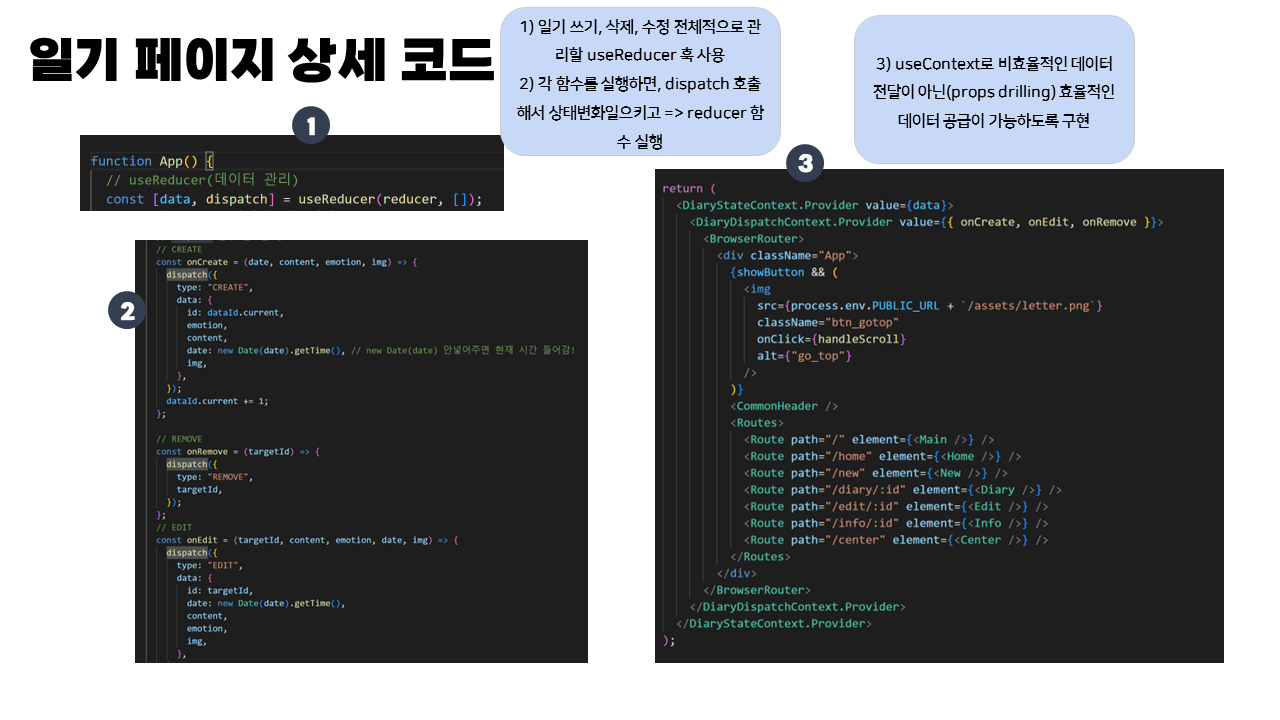 일기 페이지 상세 코드
1) 일기 쓰기, 삭제, 수정 전체적으로 관
리할 useReducer 훅 사용
2) 각 함수를 실행하면, dispatch 호출
해서 상태변화일으키고 => reducer 함
수 실행
3) useContext로 비효율적인 데이터
전달이 아닌(props drilling) 효율적인
데이터 공급이 가능하도록 구현
1
function App() {
// useReducer(데이터 관리)
const [data, dispatch] = useReducer(reducer, []);
2
// CREATE
const onCreate = (date, content, emotion, img) => {
dispatch({
type: "CREATE",
data: {
id: dataId.current,
emotion,
content,
date: new Date(date).getTime(), // new Date(date) 안넣어주면 현재 시간 들어감!
img,
},
});
dataId.current += 1;
};
// REMOVE
const onRemove = (targetId) => {
dispatch({
type: "REMOVE",
targetId,
});
};
// EDIT
const onEdit = (targetId, content, emotion, date, img) => {
dispatch({
type: "EDIT",
data: {
id: targetId,
date: new Date(date).getTime(),
content,
emotion,
img,
},
3
return (
<DiaryStateContext.Provider value={data}>
<DiaryDispatchContext.Provider value={{ onCreate, onEdit, onRemove }}>
<BrowserRouter>
<div className="App">
{showButton && (
<img
src={process.env.PUBLIC_URL + `/assets/letter.png`}
className="btn_gotop"
onClick={handleScroll}
alt={"go_top"}
/>
)}
<CommonHeader />
<Routes>
<Route path="/" element={<Main />} />
<Route path="/home" element={<Home />} />
<Route path="/new" element={<New />} />
<Route path="/diary/:id" element={<Diary />} />
<Route path="/edit/:id" element={<Edit />} />
<Route path="/info/:id" element={<Info />} />
<Route path="/center" element={<Center />} />
</Routes>
</div>
</BrowserRouter>
</DiaryDispatchContext.Provider>
</DiaryStateContext.Provider>
);